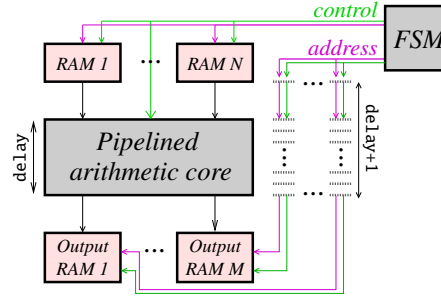 control
FSM
address
RAM 1
...
RAM N
...
delay
Pipelined
arithmetic core
...
...
delay+1
...
Output
RAM 1
...
Output
RAM M